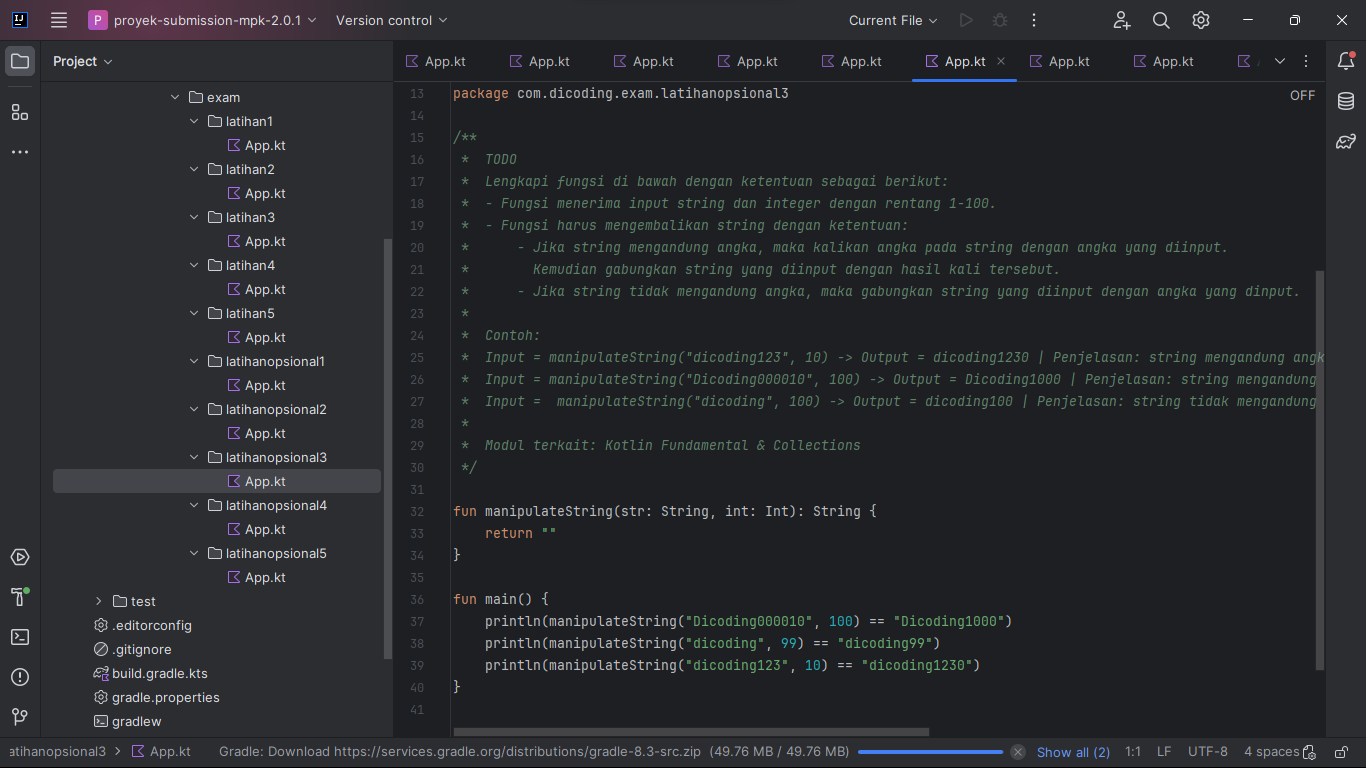 P proyek-submission-mpk-2.0.1 Version control Current File
Project
App.kt App.kt App.kt App.kt App.kt App.kt App.kt App.kt
exam
latihan1
App.kt
latihan2
App.kt
latihan3
App.kt
latihan4
App.kt
latihan5
App.kt
latihanopsional1
App.kt
latihanopsional2
App.kt
latihanopsional3
App.kt
latihanopsional4
App.kt
latihanopsional5
App.kt
test
.editorconfig
.gitignore
build.gradle.kts
gradle.properties
gradlew
OFF
13 package com.dicoding.exam.latihanopsional3
14
15 /**
16 * TODO
17 * Lengkapi fungsi di bawah dengan ketentuan sebagai berikut:
18 * - Fungsi menerima input string dan integer dengan rentang 1-100.
19 * - Fungsi harus mengembalikan string dengan ketentuan:
20 * - Jika string mengandung angka, maka kalikan angka pada string dengan angka yang diinput.
21 * Kemudian gabungkan string yang diinput dengan hasil kali tersebut.
22 * - Jika string tidak mengandung angka, maka gabungkan string yang diinput dengan angka yang dinput.
23 *
24 * Contoh:
25 * Input = manipulateString("dicoding123", 10) -> Output = dicoding1230 | Penjelasan: string mengandung angk
26 * Input = manipulateString("Dicoding000010", 100) -> Output = Dicoding1000 | Penjelasan: string mengandung
27 * Input =  manipulateString("dicoding", 100) -> Output = dicoding100 | Penjelasan: string tidak mengandung
28 *
29 * Modul terkait: Kotlin Fundamental & Collections
30 */
31
32 fun manipulateString(str: String, int: Int): String {
33 return ""
34 }
35
36 fun main() {
37 println(manipulateString("Dicoding000010", 100) == "Dicoding1000")
38 println(manipulateString("dicoding", 99) == "dicoding99")
39 println(manipulateString("dicoding123", 10) == "dicoding1230")
40 }
41
atihanopsional3 > App.kt Gradle: Download https://services.gradle.org/distributions/gradle-8.3-src.zip (49.76 MB / 49.76 MB) Show all (2) 1:1 LF UTF-8 4 spaces